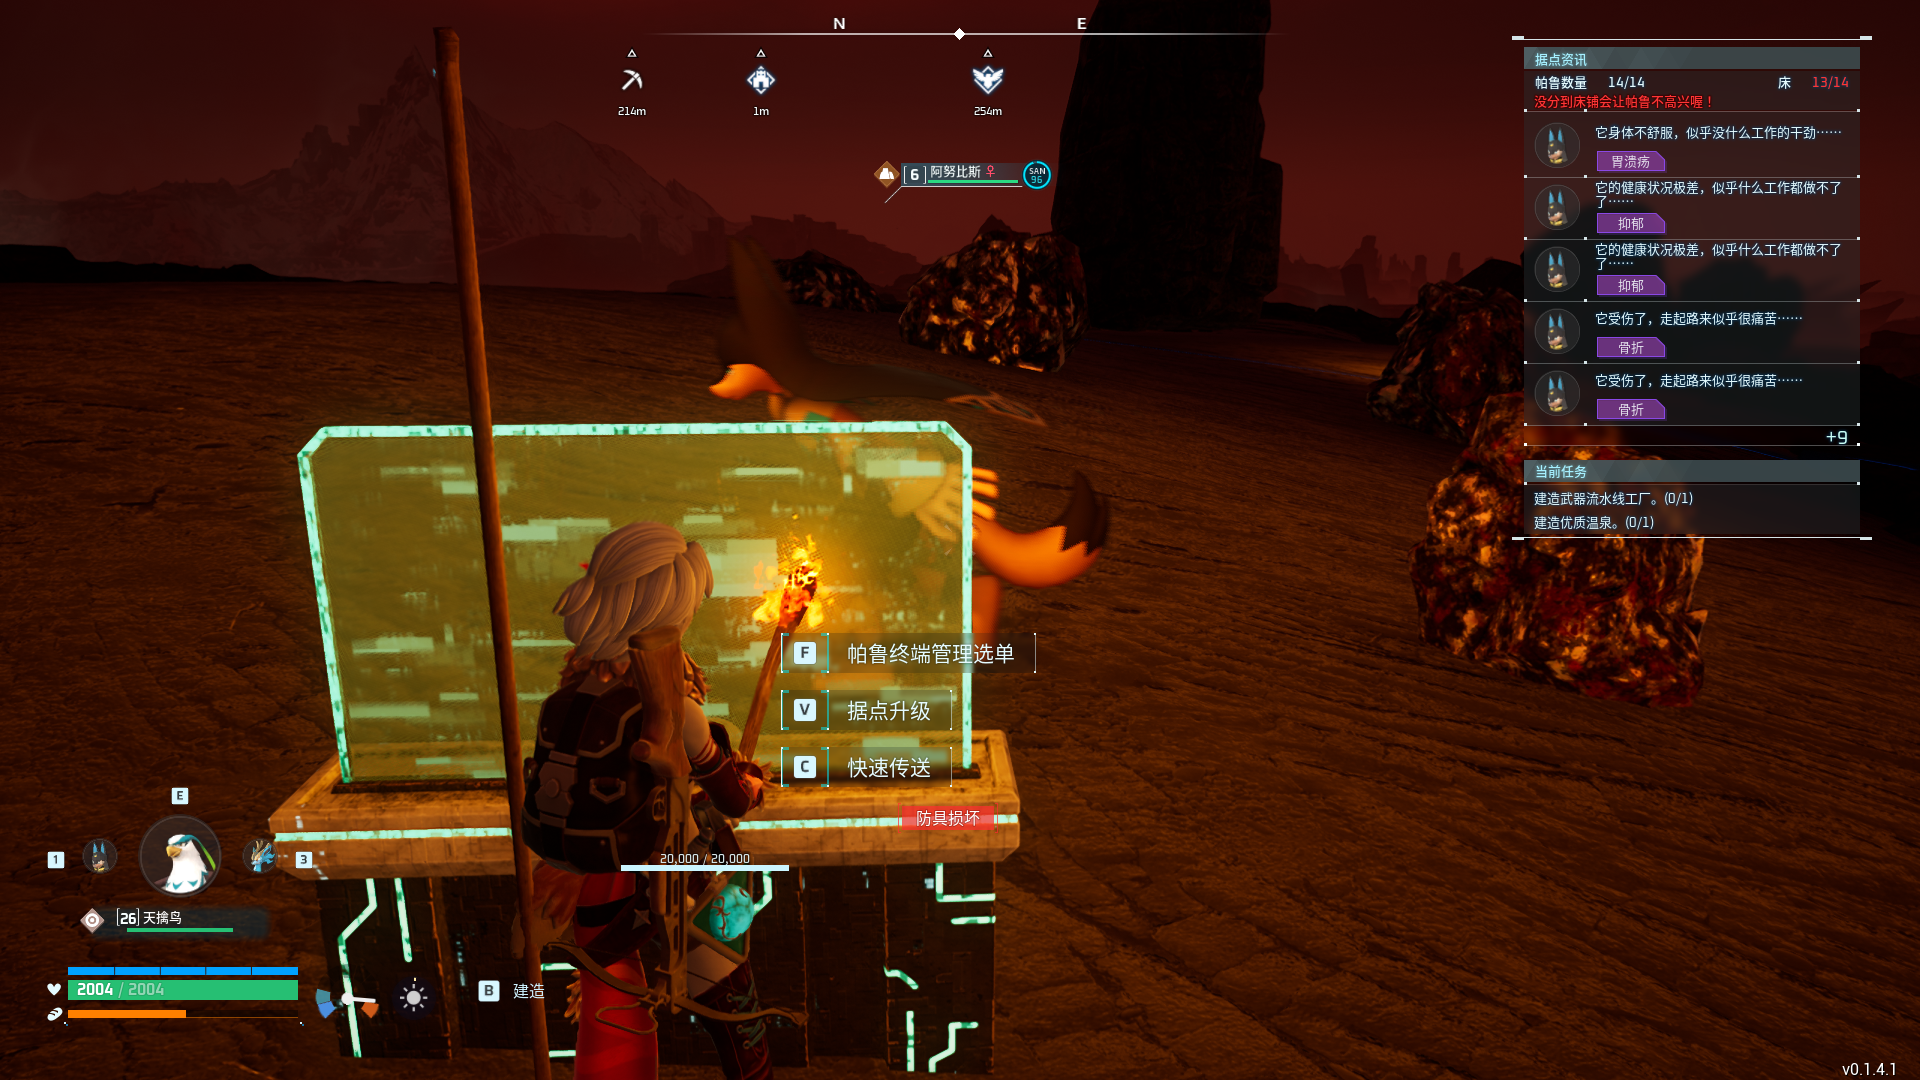 N
E
214m
1m
254m
据点资讯
帕鲁数量 14/14 床 13/14
没分到床铺会让帕鲁不高兴喔！
[6] 阿努比斯 ♀ SAN 96
它身体不舒服，似乎没什么工作的干劲……
胃溃疡
它的健康状况极差，似乎什么工作都做不了
了……
抑郁
它的健康状况极差，似乎什么工作都做不了
了……
抑郁
它受伤了，走起路来似乎很痛苦……
骨折
它受伤了，走起路来似乎很痛苦……
骨折
+9
当前任务
建造武器流水线工厂。(0/1)
建造优质温泉。(0/1)
F 帕鲁终端管理选单
V 据点升级
C 快速传送
防具损坏
20,000 / 20,000
E
1
3
[26] 天擒鸟
2004 / 2004
B 建造
v0.1.4.1